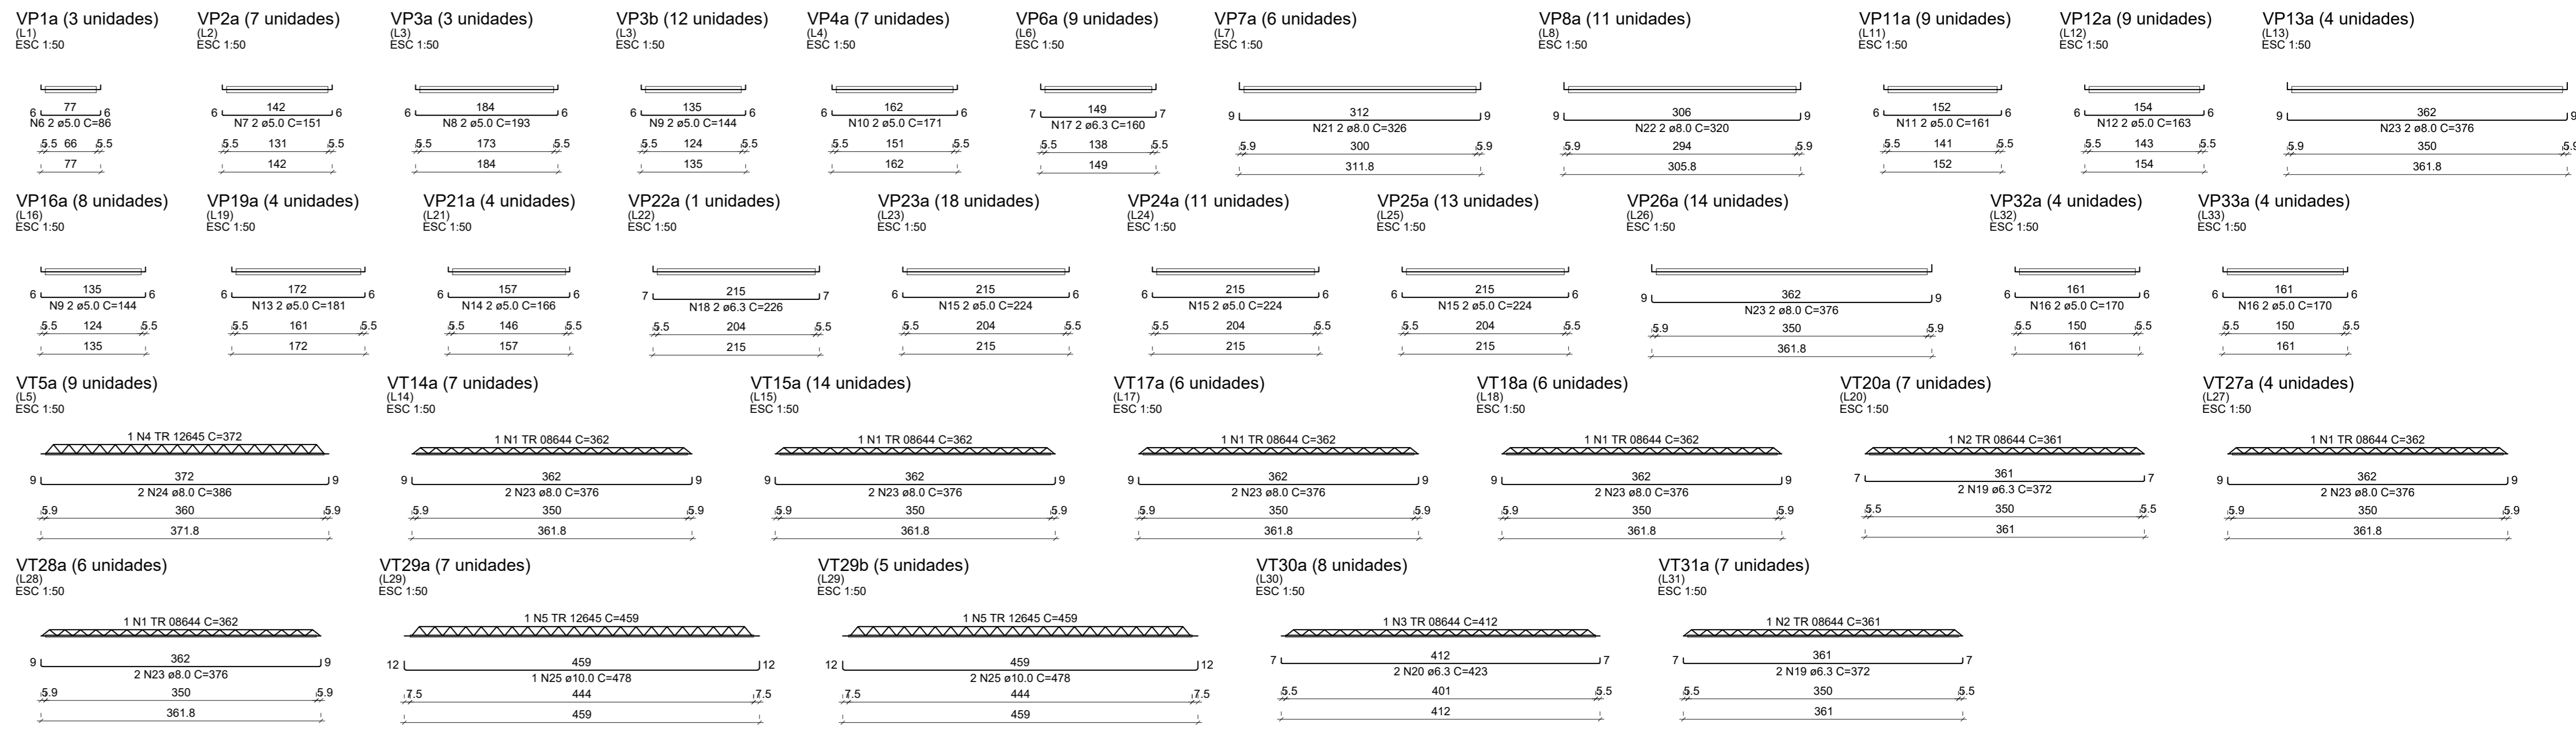 VP1a (3 unidades)
(L1)
ESC 1:50
77
6 6
N6 2 ø5.0 C=86
5.5 66 5.5
77
VP2a (7 unidades)
(L2)
ESC 1:50
142
6 6
N7 2 ø5.0 C=151
5.5 131 5.5
142
VP3a (3 unidades)
(L3)
ESC 1:50
184
6 6
N8 2 ø5.0 C=193
5.5 173 5.5
184
VP3b (12 unidades)
(L3)
ESC 1:50
135
6 6
N9 2 ø5.0 C=144
5.5 124 5.5
135
VP4a (7 unidades)
(L4)
ESC 1:50
162
6 6
N10 2 ø5.0 C=171
5.5 151 5.5
162
VP6a (9 unidades)
(L6)
ESC 1:50
149
7 7
N17 2 ø6.3 C=160
5.5 138 5.5
149
VP7a (6 unidades)
(L7)
ESC 1:50
312
9 9
N21 2 ø8.0 C=326
5.9 300 5.9
311.8
VP8a (11 unidades)
(L8)
ESC 1:50
306
9 9
N22 2 ø8.0 C=320
5.9 294 5.9
305.8
VP11a (9 unidades)
(L11)
ESC 1:50
152
6 6
N11 2 ø5.0 C=161
5.5 141 5.5
152
VP12a (9 unidades)
(L12)
ESC 1:50
154
6 6
N12 2 ø5.0 C=163
5.5 143 5.5
154
VP13a (4 unidades)
(L13)
ESC 1:50
362
9 9
N23 2 ø8.0 C=376
5.9 350 5.9
361.8
VP16a (8 unidades)
(L16)
ESC 1:50
135
6 6
N9 2 ø5.0 C=144
5.5 124 5.5
135
VP19a (4 unidades)
(L19)
ESC 1:50
172
6 6
N13 2 ø5.0 C=181
5.5 161 5.5
172
VP21a (4 unidades)
(L21)
ESC 1:50
157
6 6
N14 2 ø5.0 C=166
5.5 146 5.5
157
VP22a (1 unidades)
(L22)
ESC 1:50
215
7 7
N18 2 ø6.3 C=226
5.5 204 5.5
215
VP23a (18 unidades)
(L23)
ESC 1:50
215
6 6
N15 2 ø5.0 C=224
5.5 204 5.5
215
VP24a (11 unidades)
(L24)
ESC 1:50
215
6 6
N15 2 ø5.0 C=224
5.5 204 5.5
215
VP25a (13 unidades)
(L25)
ESC 1:50
215
6 6
N15 2 ø5.0 C=224
5.5 204 5.5
215
VP26a (14 unidades)
(L26)
ESC 1:50
362
9 9
N23 2 ø8.0 C=376
5.9 350 5.9
361.8
VP32a (4 unidades)
(L32)
ESC 1:50
161
6 6
N16 2 ø5.0 C=170
5.5 150 5.5
161
VP33a (4 unidades)
(L33)
ESC 1:50
161
6 6
N16 2 ø5.0 C=170
5.5 150 5.5
161
VT5a (9 unidades)
(L5)
ESC 1:50
1 N4 TR 12645 C=372
372
9 9
2 N24 ø8.0 C=386
5.9 360 5.9
371.8
VT14a (7 unidades)
(L14)
ESC 1:50
1 N1 TR 08644 C=362
362
9 9
2 N23 ø8.0 C=376
5.9 350 5.9
361.8
VT15a (14 unidades)
(L15)
ESC 1:50
1 N1 TR 08644 C=362
362
9 9
2 N23 ø8.0 C=376
5.9 350 5.9
361.8
VT17a (6 unidades)
(L17)
ESC 1:50
1 N1 TR 08644 C=362
362
9 9
2 N23 ø8.0 C=376
5.9 350 5.9
361.8
VT18a (6 unidades)
(L18)
ESC 1:50
1 N1 TR 08644 C=362
362
9 9
2 N23 ø8.0 C=376
5.9 350 5.9
361.8
VT20a (7 unidades)
(L20)
ESC 1:50
1 N2 TR 08644 C=361
361
7 7
2 N19 ø6.3 C=372
5.5 350 5.5
361
VT27a (4 unidades)
(L27)
ESC 1:50
1 N1 TR 08644 C=362
362
9 9
2 N23 ø8.0 C=376
5.9 350 5.9
361.8
VT28a (6 unidades)
(L28)
ESC 1:50
1 N1 TR 08644 C=362
362
9 9
2 N23 ø8.0 C=376
5.9 350 5.9
361.8
VT29a (7 unidades)
(L29)
ESC 1:50
1 N5 TR 12645 C=459
459
12 12
1 N25 ø10.0 C=478
7.5 444 7.5
459
VT29b (5 unidades)
(L29)
ESC 1:50
1 N5 TR 12645 C=459
459
12 12
2 N25 ø10.0 C=478
7.5 444 7.5
459
VT30a (8 unidades)
(L30)
ESC 1:50
1 N3 TR 08644 C=412
412
7 7
2 N20 ø6.3 C=423
5.5 401 5.5
412
VT31a (7 unidades)
(L31)
ESC 1:50
1 N2 TR 08644 C=361
361
7 7
2 N19 ø6.3 C=372
5.5 350 5.5
361